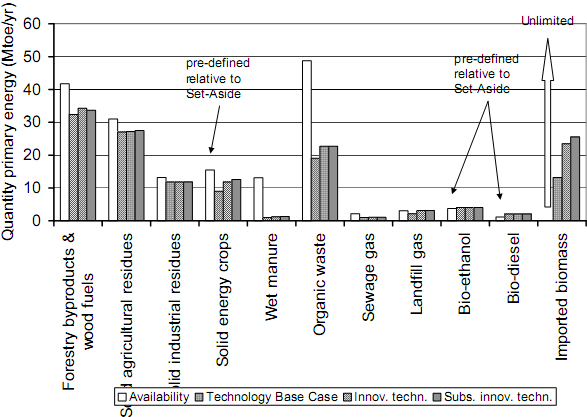 Quantity primary energy (Mtoe/yr)
60
50
40
30
20
10
0
pre-defined
relative to
Set-Aside
pre-defined
relative to
Set-Aside
Unlimited
Forestry byproducts &
wood fuels
agricultural residues
industrial residues
Solid energy crops
Wet manure
Organic waste
Sewage gas
Landfill gas
Bio-ethanol
Bio-diesel
Imported biomass
Availability
Technology Base Case
Innov. techn.
Subs. innov. techn.